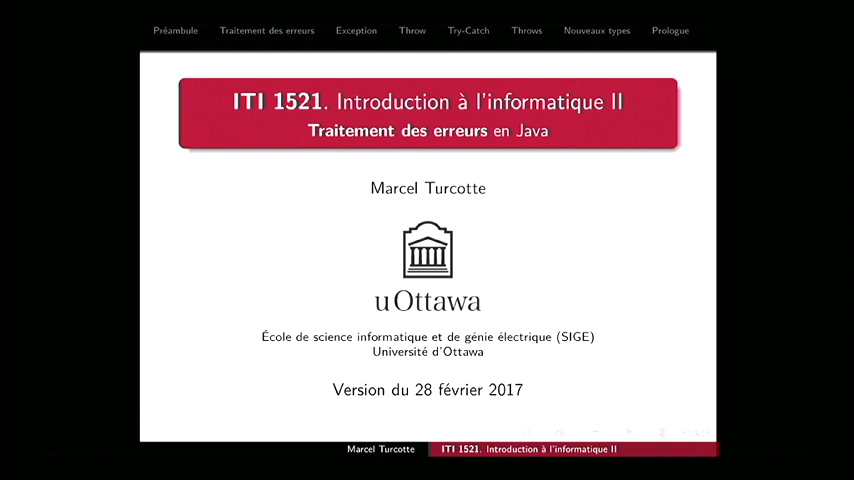 Préambule Traitement des erreurs Exception Throw Try-Catch Throws Nouveaux types Prologue
ITI 1521. Introduction à l'informatique II
Traitement des erreurs en Java
Marcel Turcotte
uOttawa
École de science informatique et de génie électrique (SIGE)
Université d'Ottawa
Version du 28 février 2017
Marcel Turcotte ITI 1521. Introduction à l'informatique II